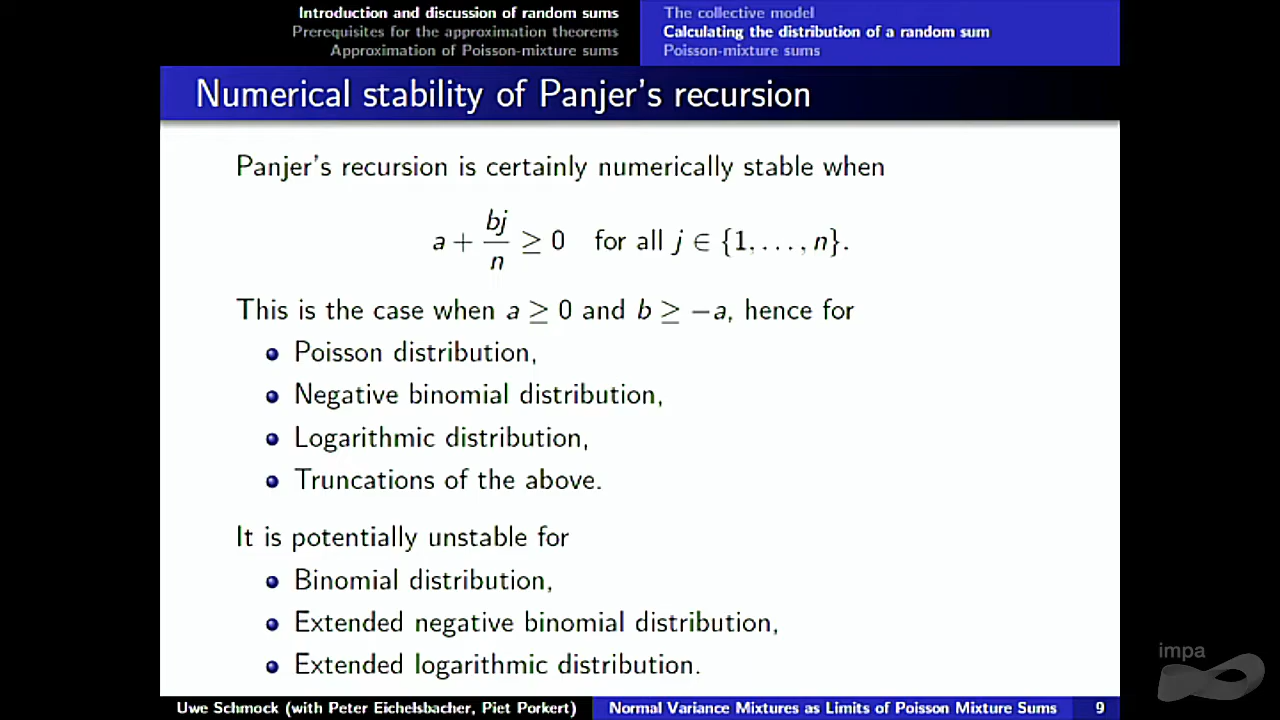 Introduction and discussion of random sums
Prerequisites for the approximation theorems
Approximation of Poisson-mixture sums
The collective model
Calculating the distribution of a random sum
Poisson-mixture sums
Numerical stability of Panjer's recursion
Panjer's recursion is certainly numerically stable when
a + bj/n ≥ 0 for all j ∈ {1, . . . , n}.
This is the case when a ≥ 0 and b ≥ −a, hence for
Poisson distribution,
Negative binomial distribution,
Logarithmic distribution,
Truncations of the above.
It is potentially unstable for
Binomial distribution,
Extended negative binomial distribution,
Extended logarithmic distribution.
impa
Uwe Schmock (with Peter Eichelsbacher, Piet Porkert)
Normal Variance Mixtures as Limits of Poisson Mixture Sums
9